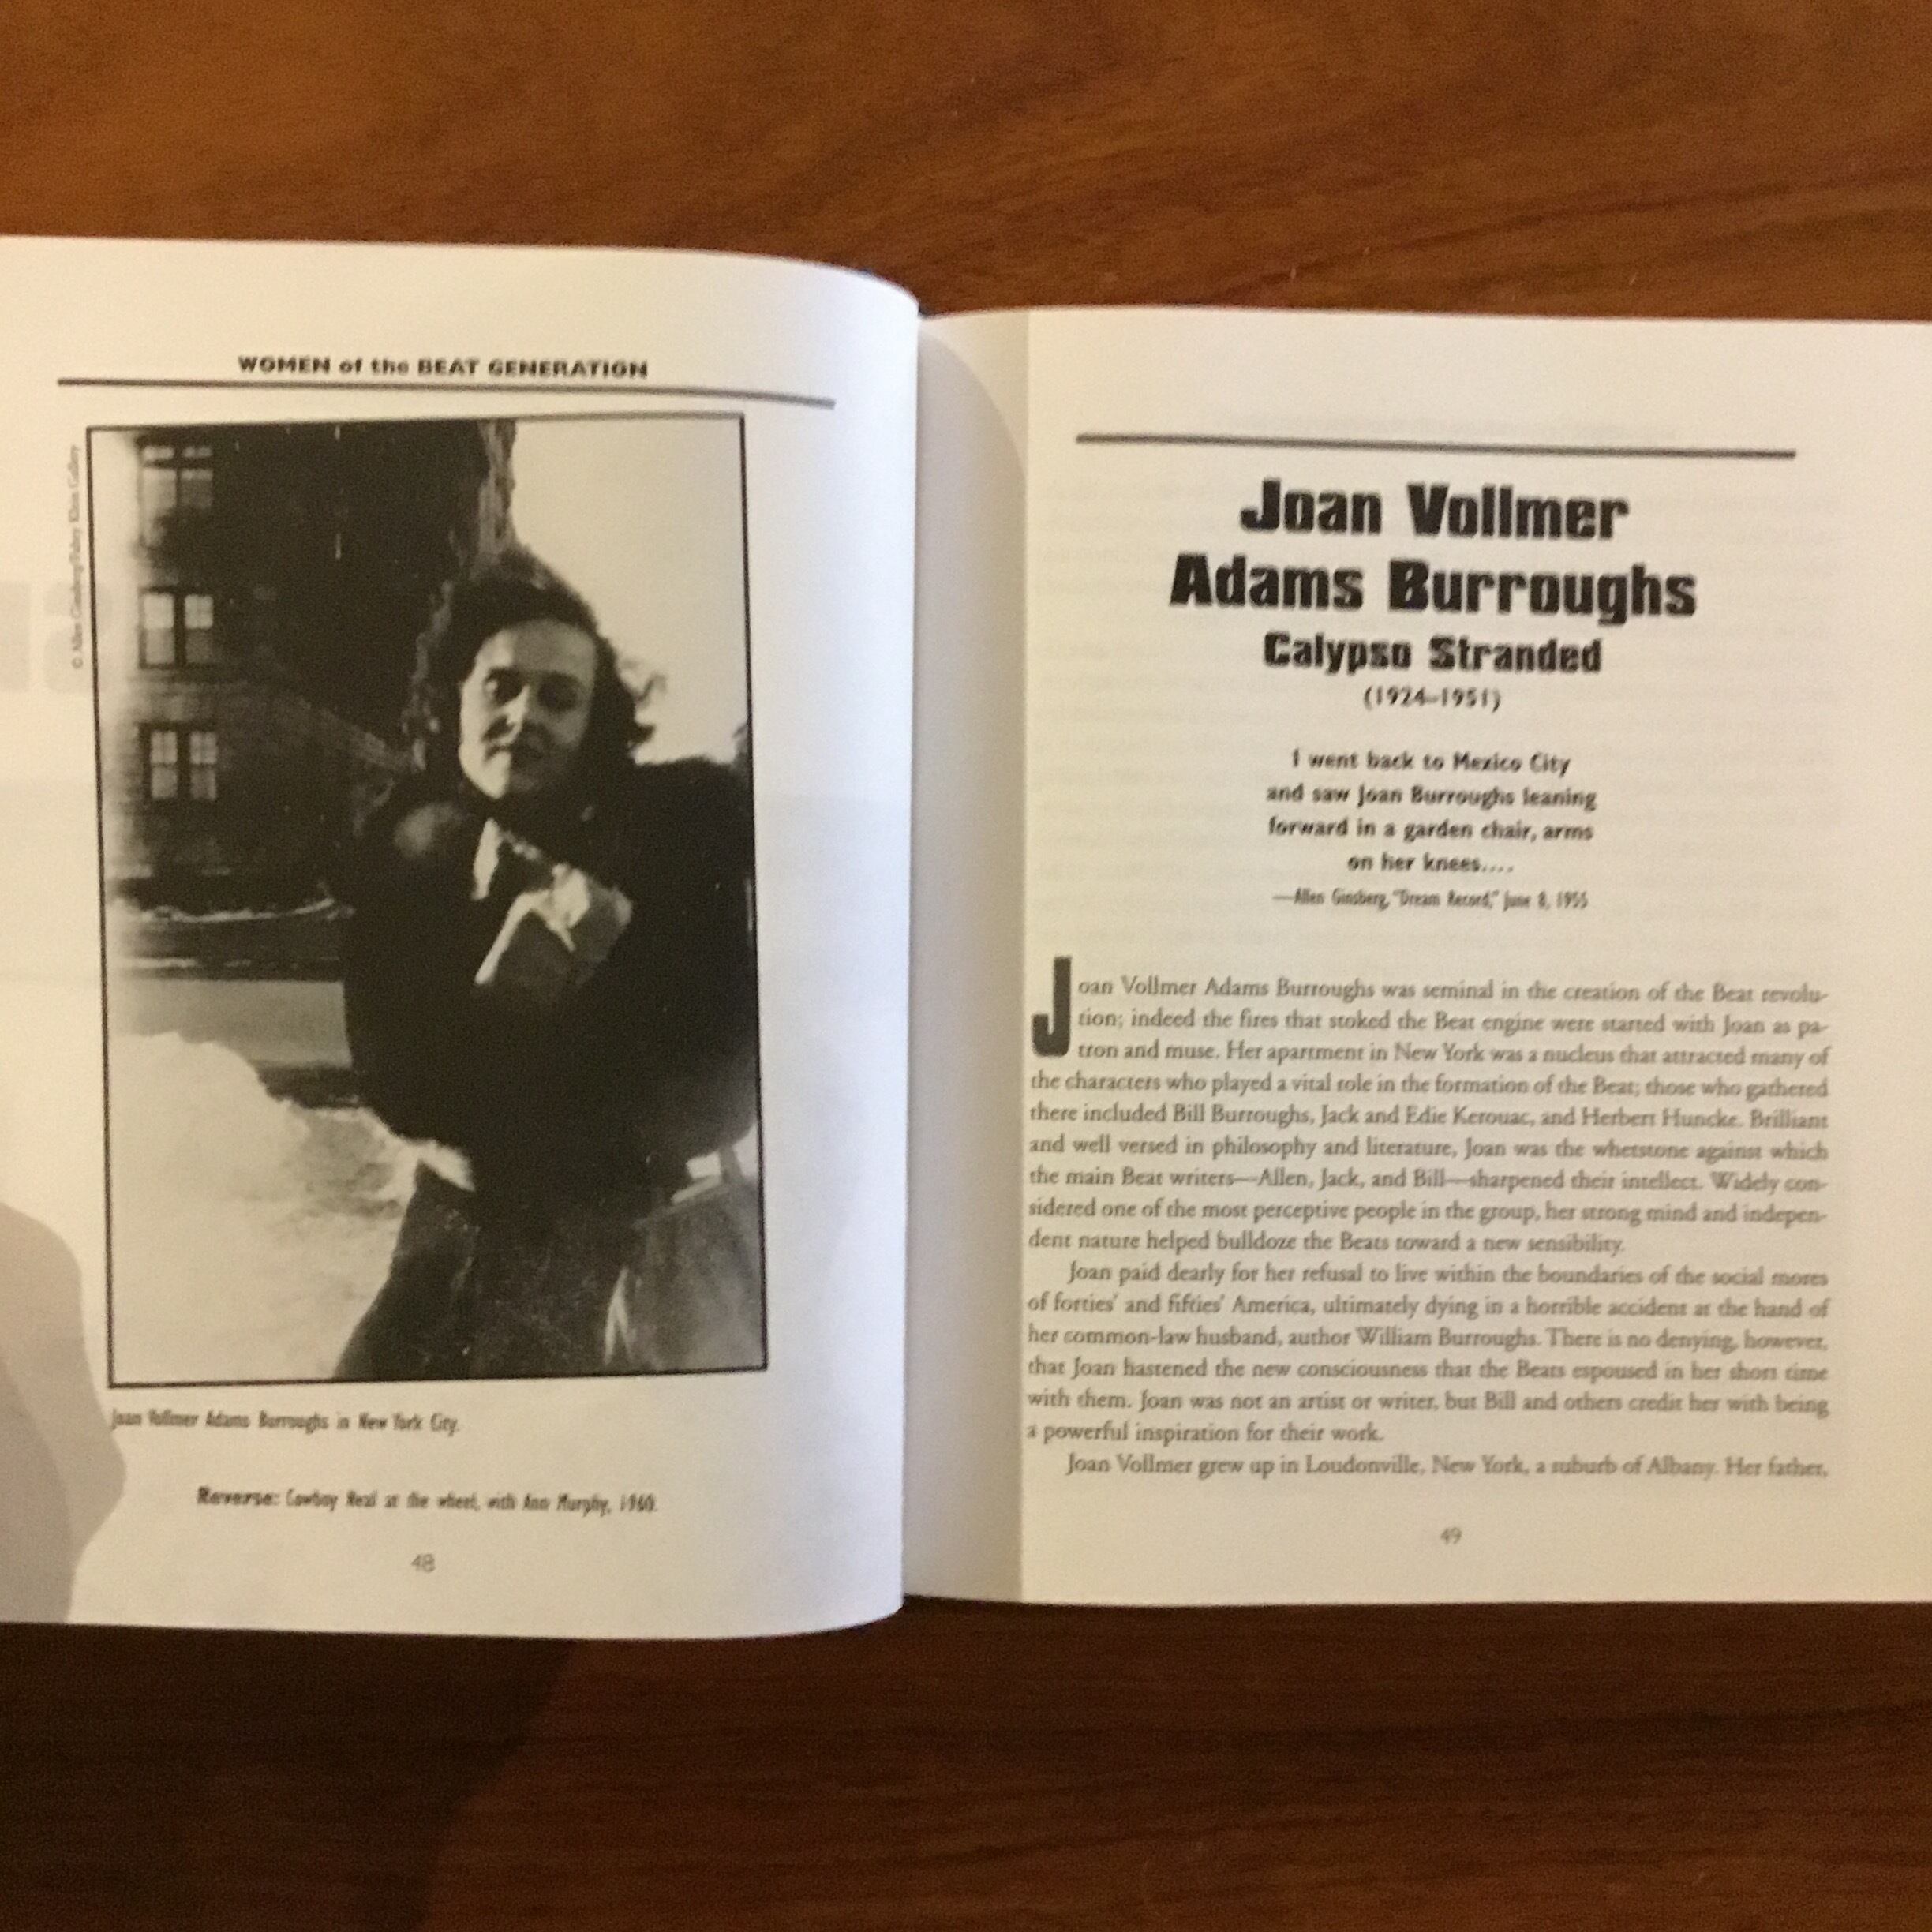 WOMEN of the BEAT GENERATION
© Allen Ginsberg/Fahey Klein Gallery
Joan Vollmer Adams Burroughs in New York City.
Reverse: Cowboy Neal at the wheel, with Ann Murphy, 1960.
48
Joan Vollmer
Adams Burroughs
Calypso Stranded
(1924–1951)
I went back to Mexico City
and saw Joan Burroughs leaning
forward in a garden chair, arms
on her knees....
—Allen Ginsberg, "Dream Record," June 8, 1955
Joan Vollmer Adams Burroughs was seminal in the creation of the Beat revolu-
tion; indeed the fires that stoked the Beat engine were started with Joan as pa-
tron and muse. Her apartment in New York was a nucleus that attracted many of
the characters who played a vital role in the formation of the Beat; those who gathered
there included Bill Burroughs, Jack and Edie Kerouac, and Herbert Huncke. Brilliant
and well versed in philosophy and literature, Joan was the whetstone against which
the main Beat writers—Allen, Jack, and Bill—sharpened their intellect. Widely con-
sidered one of the most perceptive people in the group, her strong mind and indepen-
dent nature helped bulldoze the Beats toward a new sensibility.
Joan paid dearly for her refusal to live within the boundaries of the social mores
of forties' and fifties' America, ultimately dying in a horrible accident at the hand of
her common-law husband, author William Burroughs. There is no denying, however,
that Joan hastened the new consciousness that the Beats espoused in her short time
with them. Joan was not an artist or writer, but Bill and others credit her with being
a powerful inspiration for their work.
Joan Vollmer grew up in Loudonville, New York, a suburb of Albany. Her father,
49